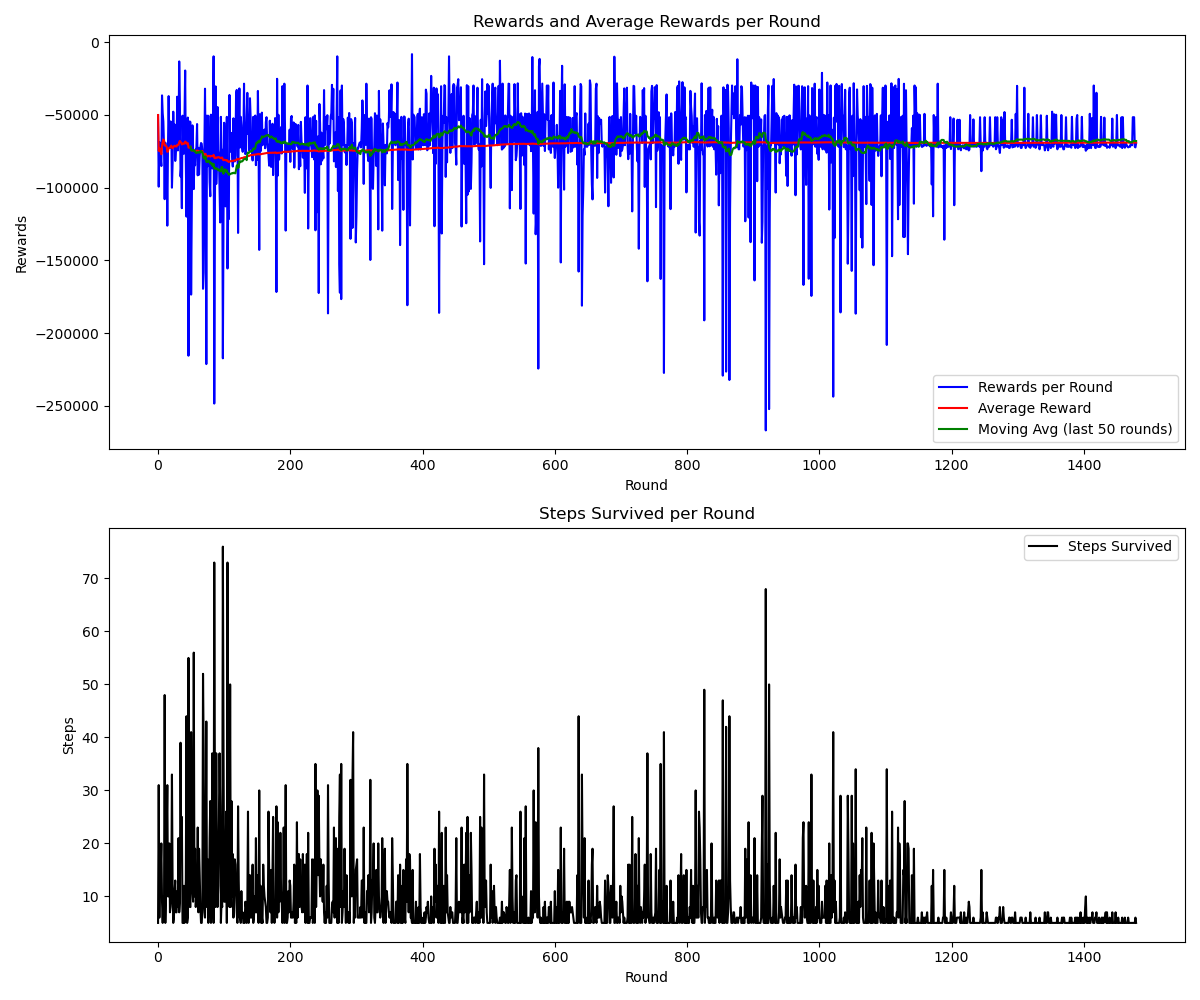 Rewards and Average Rewards per Round
Rewards
0
−50000
−100000
−150000
−200000
−250000
Rewards per Round
Average Reward
Moving Avg (last 50 rounds)
0 200 400 600 800 1000 1200 1400
Round
Steps Survived per Round
Steps
70
60
50
40
30
20
10
Steps Survived
0 200 400 600 800 1000 1200 1400
Round